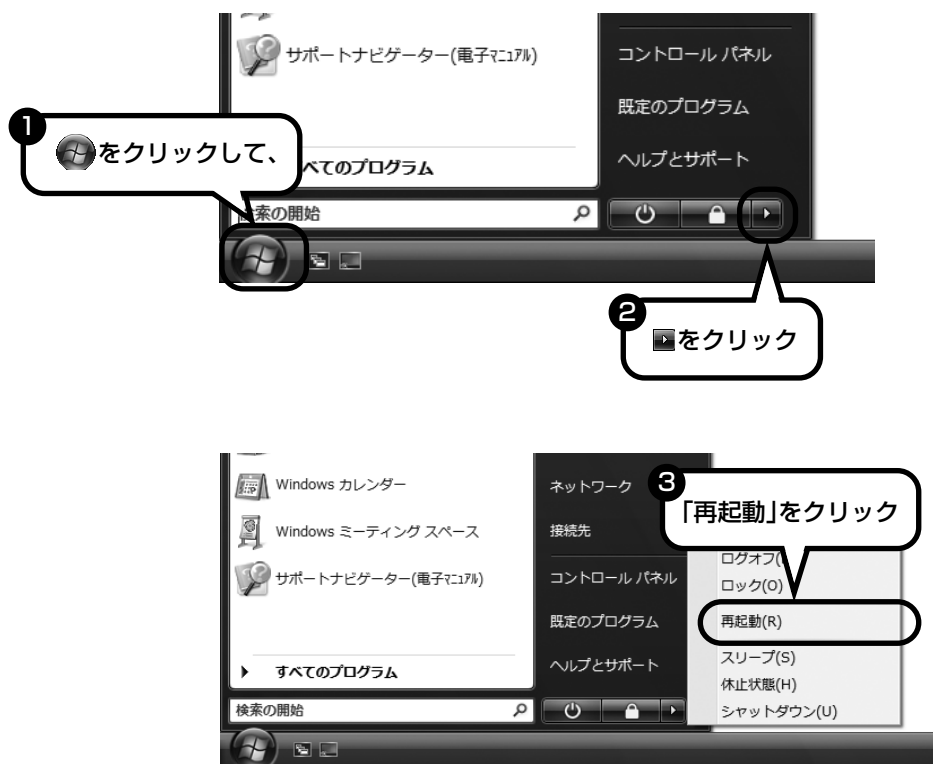 サポートナビゲーター(電子ﾏﾆｭｱﾙ)
コントロール パネル
既定のプログラム
ヘルプとサポート
1
をクリックして、
べてのプログラム
索の開始
2
をクリック
Windows カレンダー
Windows ミーティング スペース
サポートナビゲーター(電子ﾏﾆｭｱﾙ)
すべてのプログラム
検索の開始
ネットワーク
接続先
コントロール パネル
既定のプログラム
ヘルプとサポート
3
「再起動」をクリック
ログオフ(
ロック(O)
再起動(R)
スリープ(S)
休止状態(H)
シャットダウン(U)